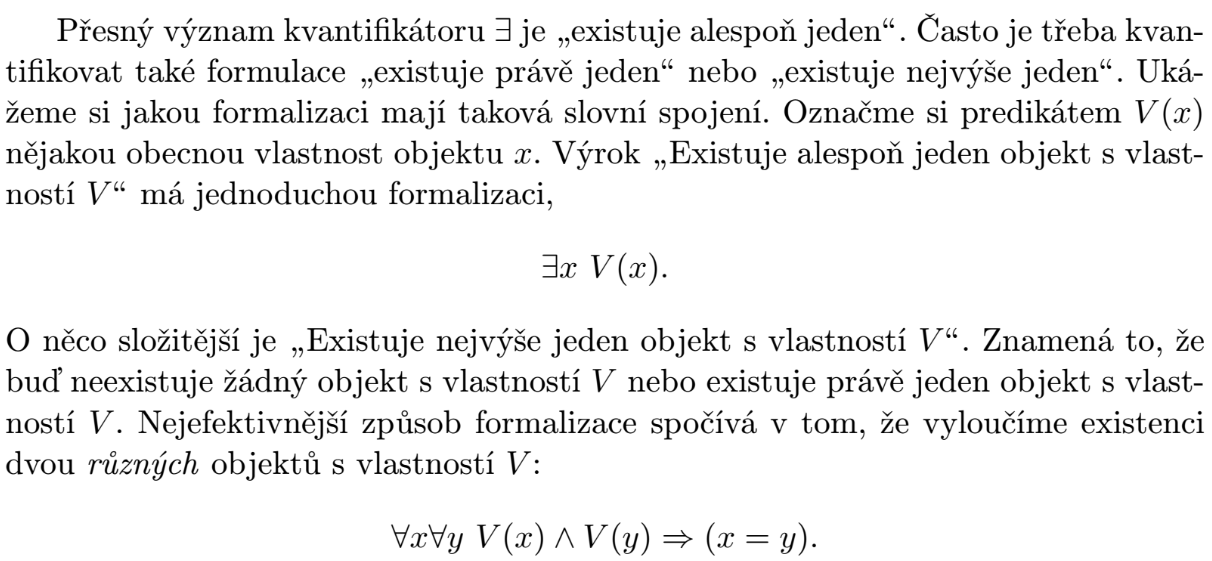 Přesný význam kvantifikátoru ∃ je „existuje alespoň jeden“. Často je třeba kvan-
tifikovat také formulace „existuje právě jeden“ nebo „existuje nejvýše jeden“. Uká-
žeme si jakou formalizaci mají taková slovní spojení. Označme si predikátem V(x)
nějakou obecnou vlastnost objektu x. Výrok „Existuje alespoň jeden objekt s vlast-
ností V“ má jednoduchou formalizaci,
∃x V(x).
O něco složitější je „Existuje nejvýše jeden objekt s vlastností V“. Znamená to, že
buď neexistuje žádný objekt s vlastností V nebo existuje právě jeden objekt s vlast-
ností V. Nejefektivnější způsob formalizace spočívá v tom, že vyloučíme existenci
dvou různých objektů s vlastností V:
∀x∀y V(x) ∧ V(y) ⇒ (x = y).